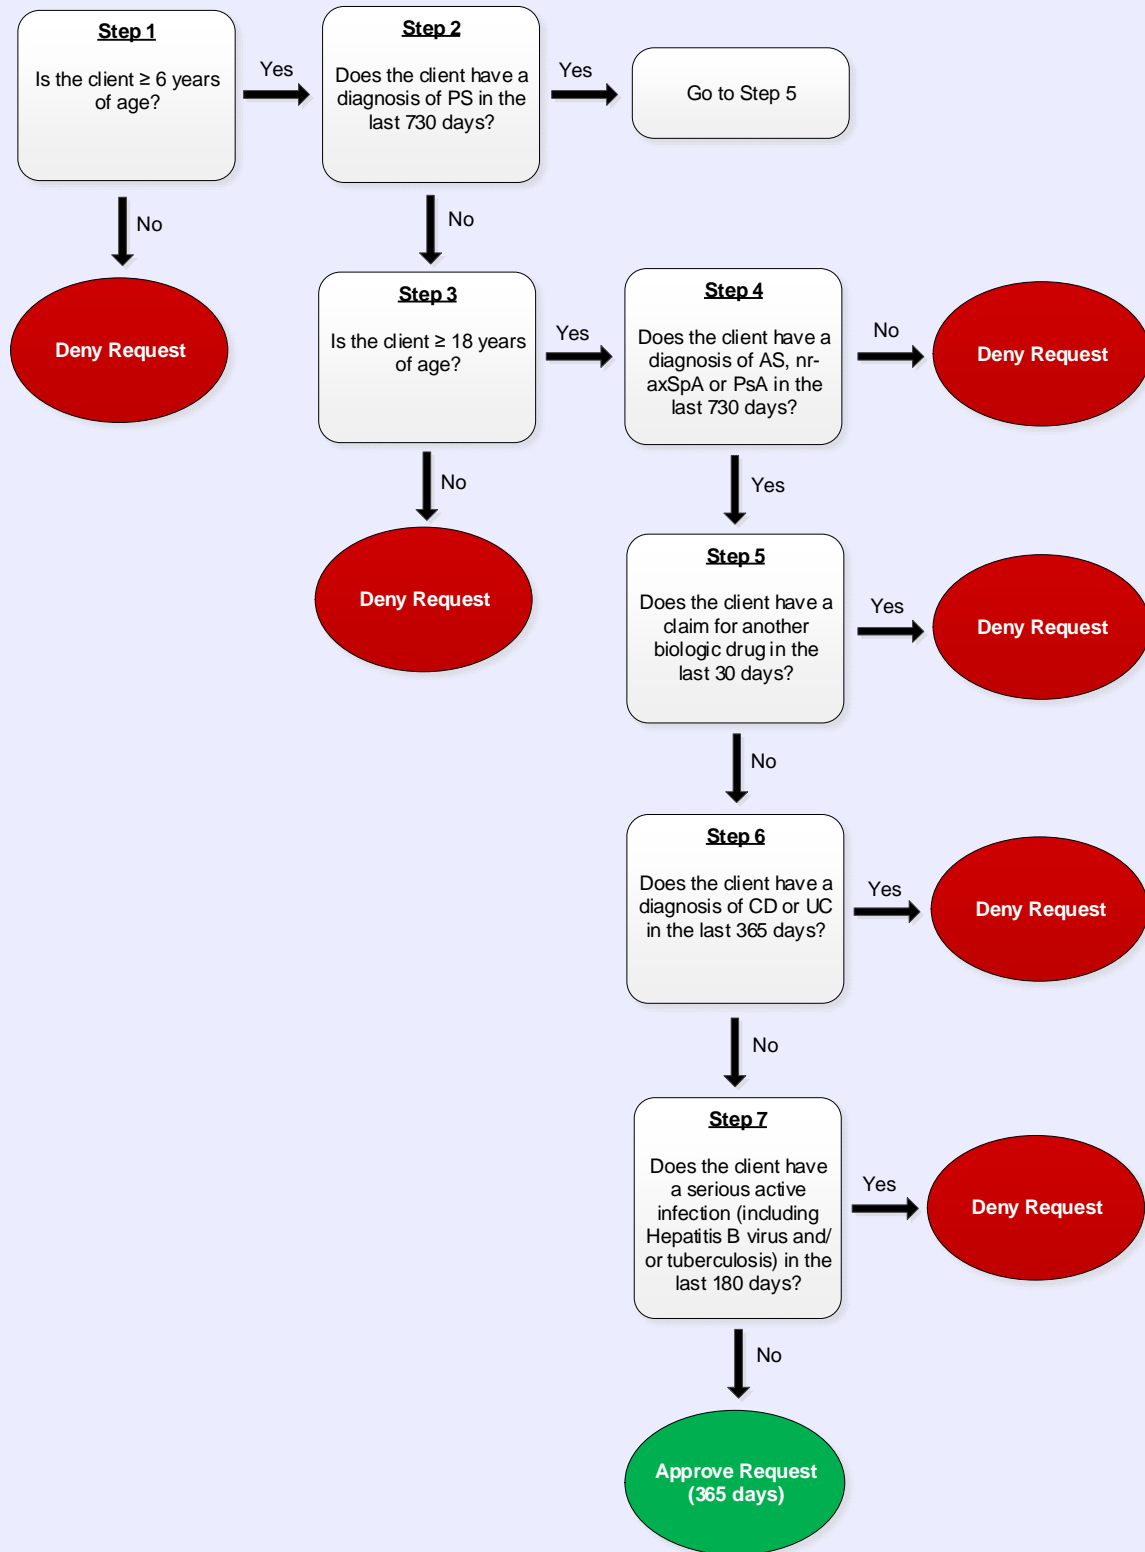 Step 1
Is the client ≥ 6 years
of age?
Yes
Step 2
Does the client have a
diagnosis of PS in the
last 730 days?
Yes
Go to Step 5
No
No
Deny Request
Step 3
Is the client ≥ 18 years
of age?
Yes
Step 4
Does the client have a
diagnosis of AS, nr-
axSpA or PsA in the
last 730 days?
No
Deny Request
No
Yes
Deny Request
Step 5
Does the client have a
claim for another
biologic drug in the
last 30 days?
Yes
Deny Request
No
Step 6
Does the client have a
diagnosis of CD or UC
in the last 365 days?
Yes
Deny Request
No
Step 7
Does the client have
a serious active
infection (including
Hepatitis B virus and/
or tuberculosis) in the
last 180 days?
Yes
Deny Request
No
Approve Request
(365 days)